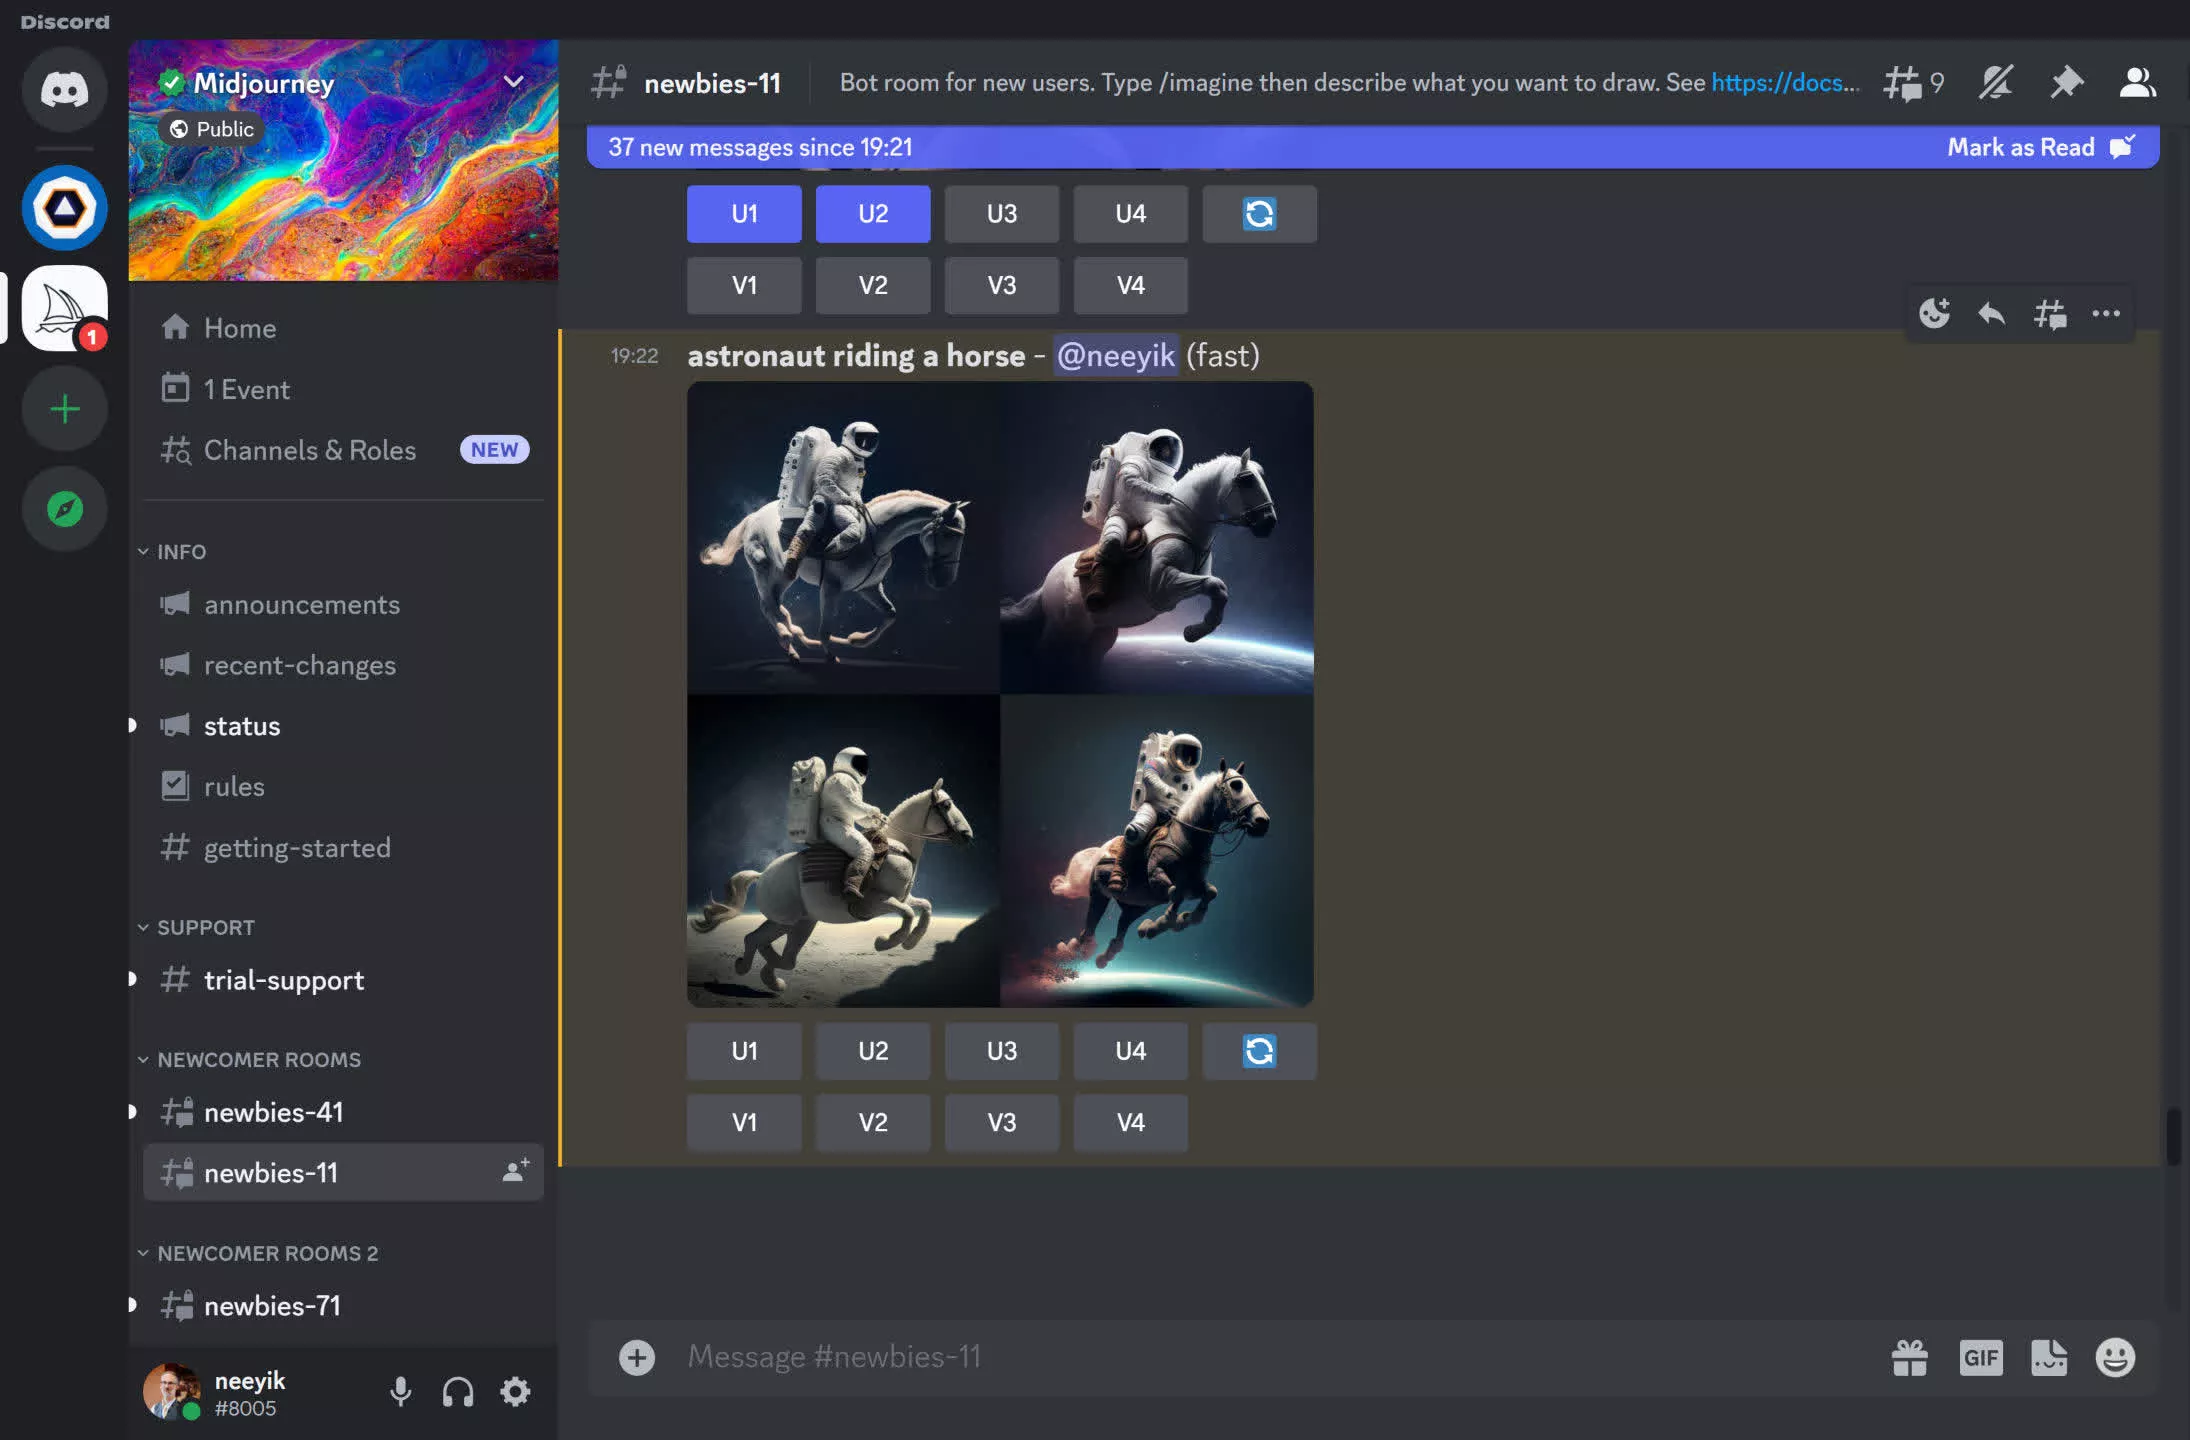 Discord
Midjourney
Public
Home
1 Event
Channels & Roles NEW
INFO
announcements
recent-changes
status
rules
getting-started
SUPPORT
trial-support
NEWCOMER ROOMS
newbies-41
newbies-11
NEWCOMER ROOMS 2
newbies-71
neeyik
#8005
1
newbies-11 Bot room for new users. Type /imagine then describe what you want to draw. See https://docs... 9
37 new messages since 19:21 Mark as Read
U1 U2 U3 U4
V1 V2 V3 V4
19:22 astronaut riding a horse - @neeyik (fast)
U1 U2 U3 U4
V1 V2 V3 V4
Message #newbies-11 GIF